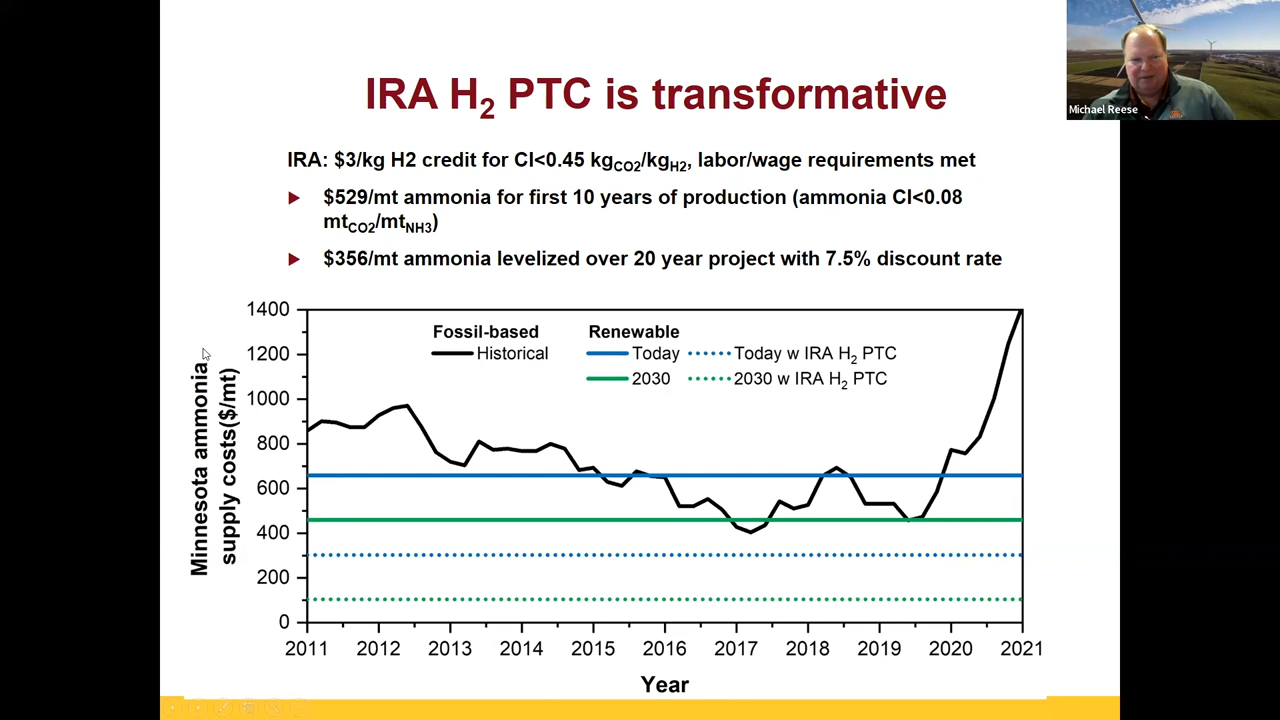 IRA H2 PTC is transformative
Michael Reese
IRA: $3/kg H2 credit for CI<0.45 kgCO2/kgH2, labor/wage requirements met
$529/mt ammonia for first 10 years of production (ammonia CI<0.08
mtCO2/mtNH3)
$356/mt ammonia levelized over 20 year project with 7.5% discount rate
Minnesota ammonia
supply costs($/mt)
1400
1200
1000
800
600
400
200
0
Fossil-based
Historical
Renewable
Today
Today w IRA H2 PTC
2030
2030 w IRA H2 PTC
2011 2012 2013 2014 2015 2016 2017 2018 2019 2020 2021
Year